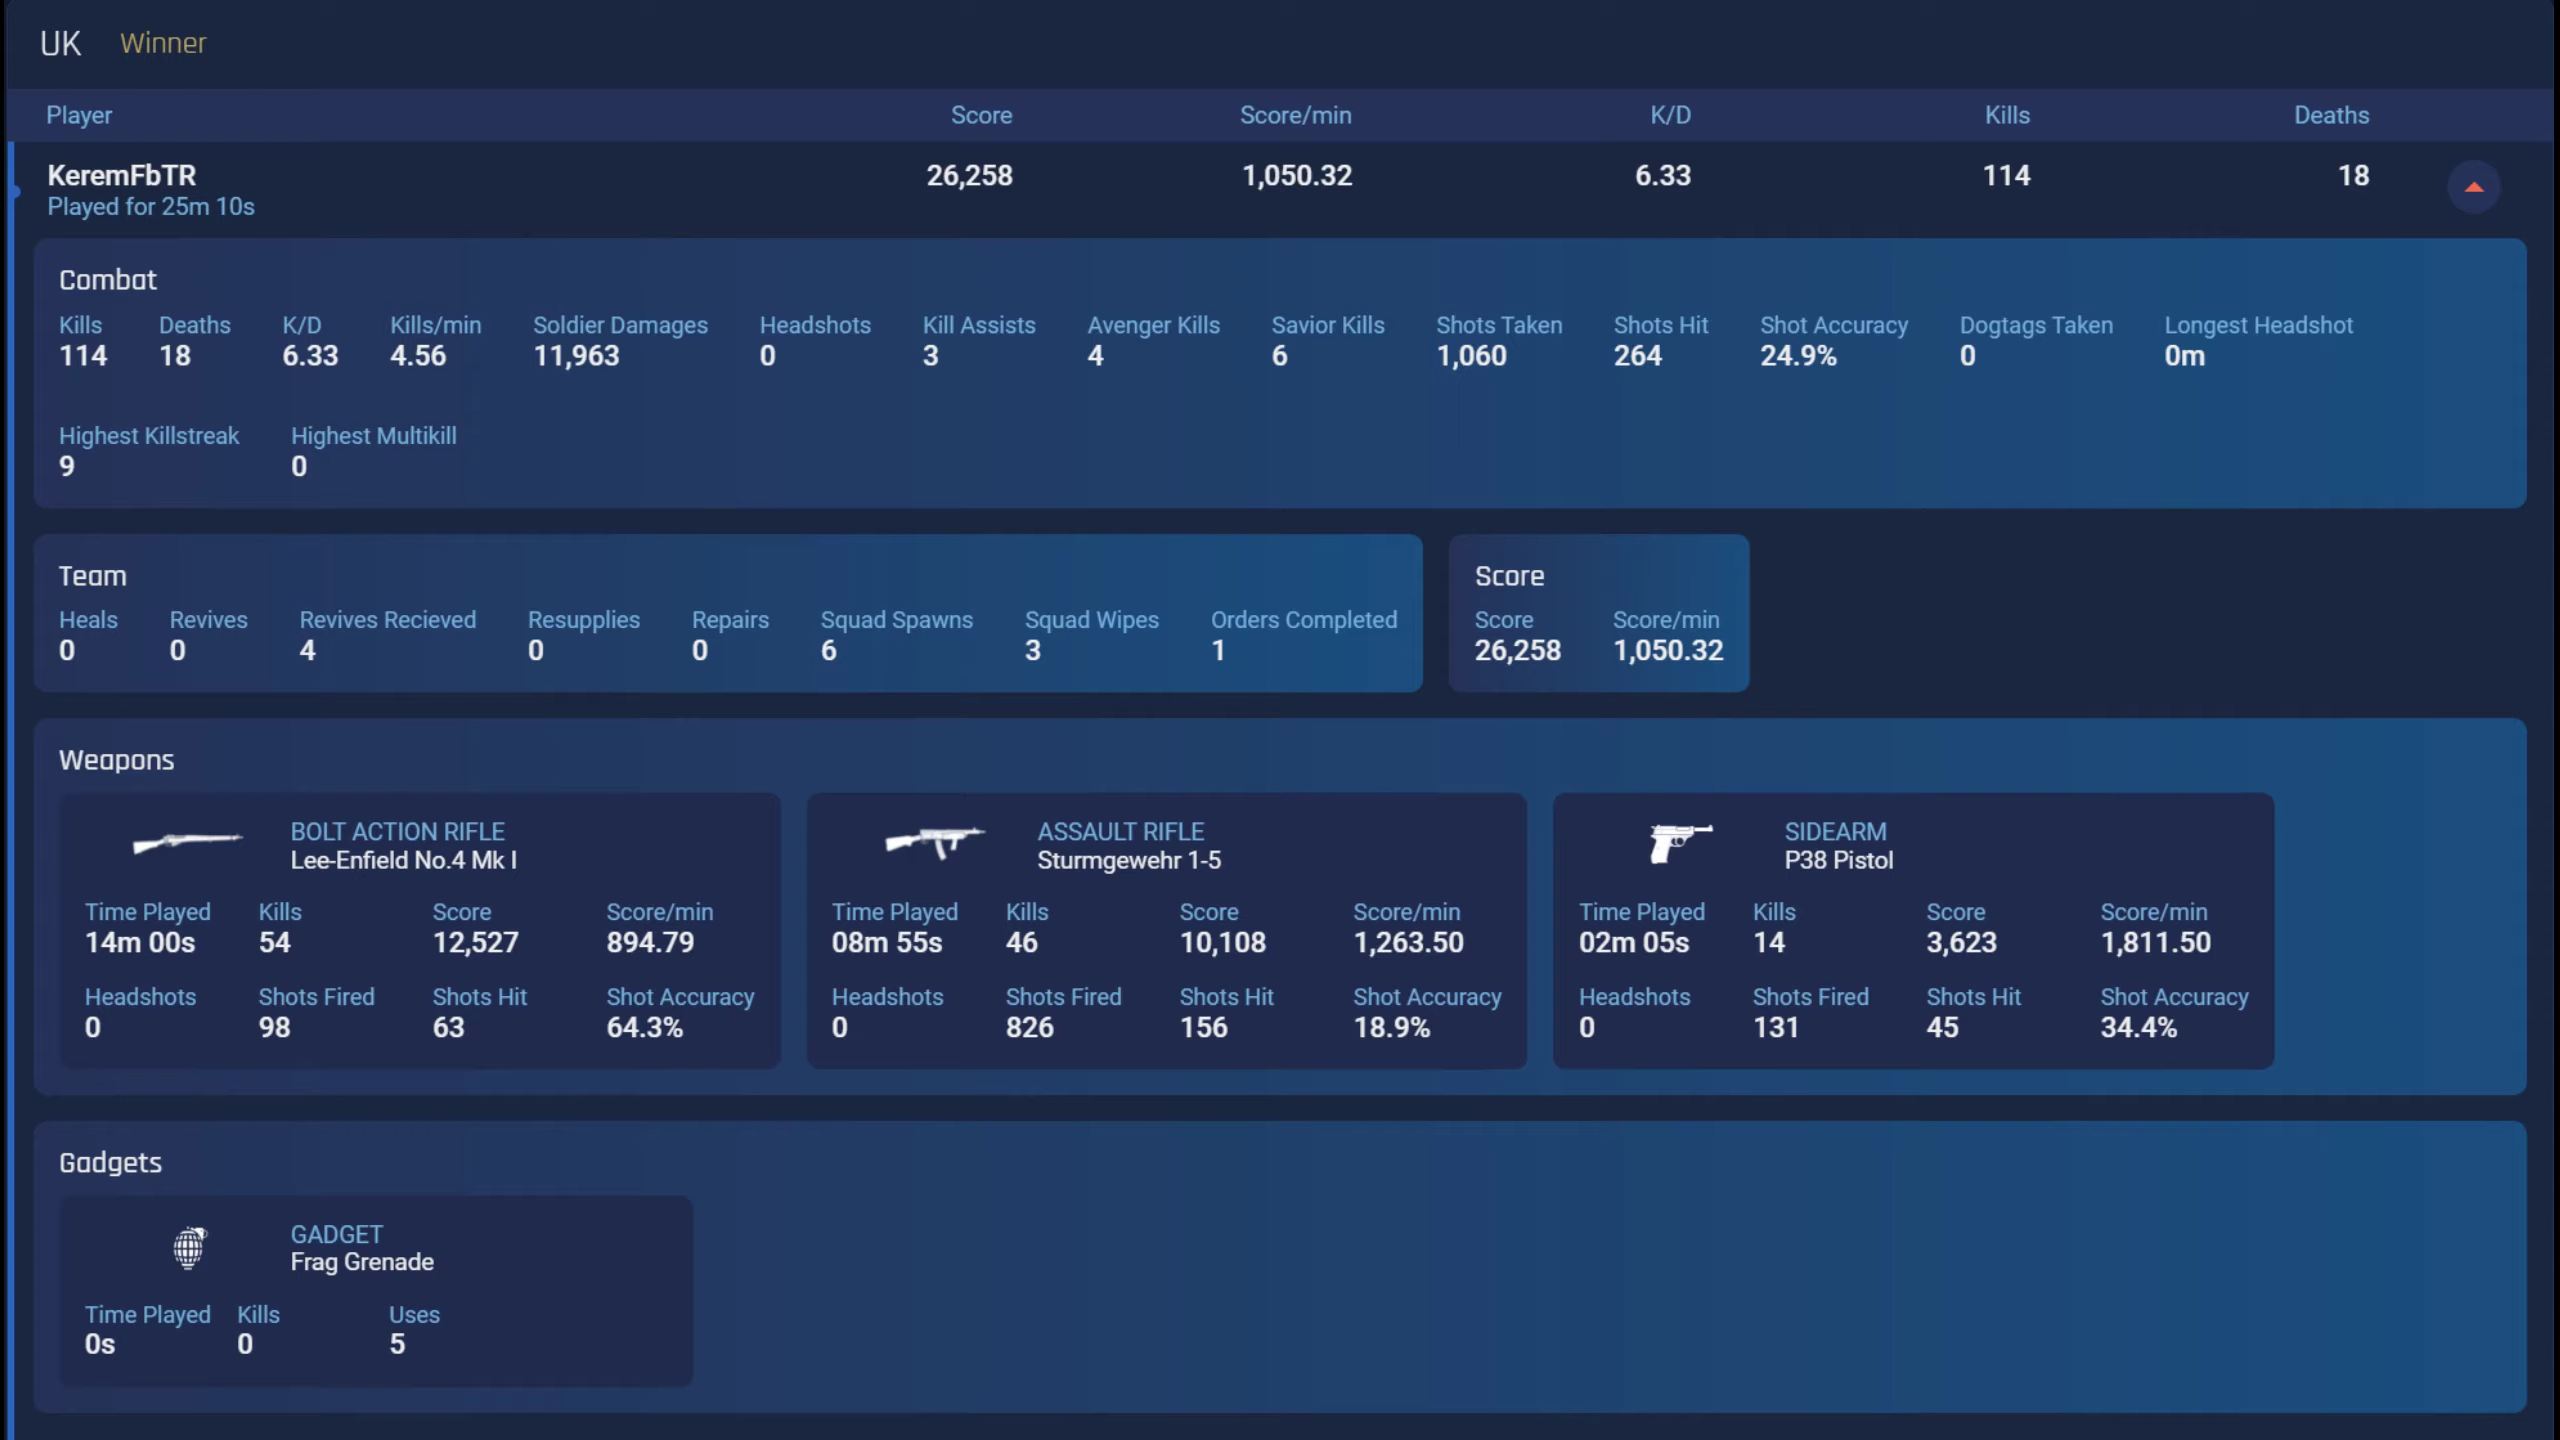 UK Winner
Player Score Score/min K/D Kills Deaths
KeremFbTR 26,258 1,050.32 6.33 114 18
Played for 25m 10s
Combat
Kills Deaths K/D Kills/min Soldier Damages Headshots Kill Assists Avenger Kills Savior Kills Shots Taken Shots Hit Shot Accuracy Dogtags Taken Longest Headshot
114 18 6.33 4.56 11,963 0 3 4 6 1,060 264 24.9% 0 0m
Highest Killstreak Highest Multikill
9 0
Team
Heals Revives Revives Recieved Resupplies Repairs Squad Spawns Squad Wipes Orders Completed
0 0 4 0 0 6 3 1
Score
Score Score/min
26,258 1,050.32
Weapons
BOLT ACTION RIFLE
Lee-Enfield No.4 Mk I
Time Played Kills Score Score/min
14m 00s 54 12,527 894.79
Headshots Shots Fired Shots Hit Shot Accuracy
0 98 63 64.3%
ASSAULT RIFLE
Sturmgewehr 1-5
Time Played Kills Score Score/min
08m 55s 46 10,108 1,263.50
Headshots Shots Fired Shots Hit Shot Accuracy
0 826 156 18.9%
SIDEARM
P38 Pistol
Time Played Kills Score Score/min
02m 05s 14 3,623 1,811.50
Headshots Shots Fired Shots Hit Shot Accuracy
0 131 45 34.4%
Gadgets
GADGET
Frag Grenade
Time Played Kills Uses
0s 0 5